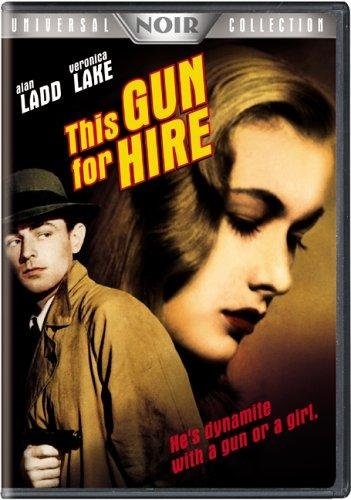 UNIVERSAL NOIR COLLECTION
alan LADD
veronica LAKE
This GUN
for HIRE
He's dynamite
with a gun or a girl.